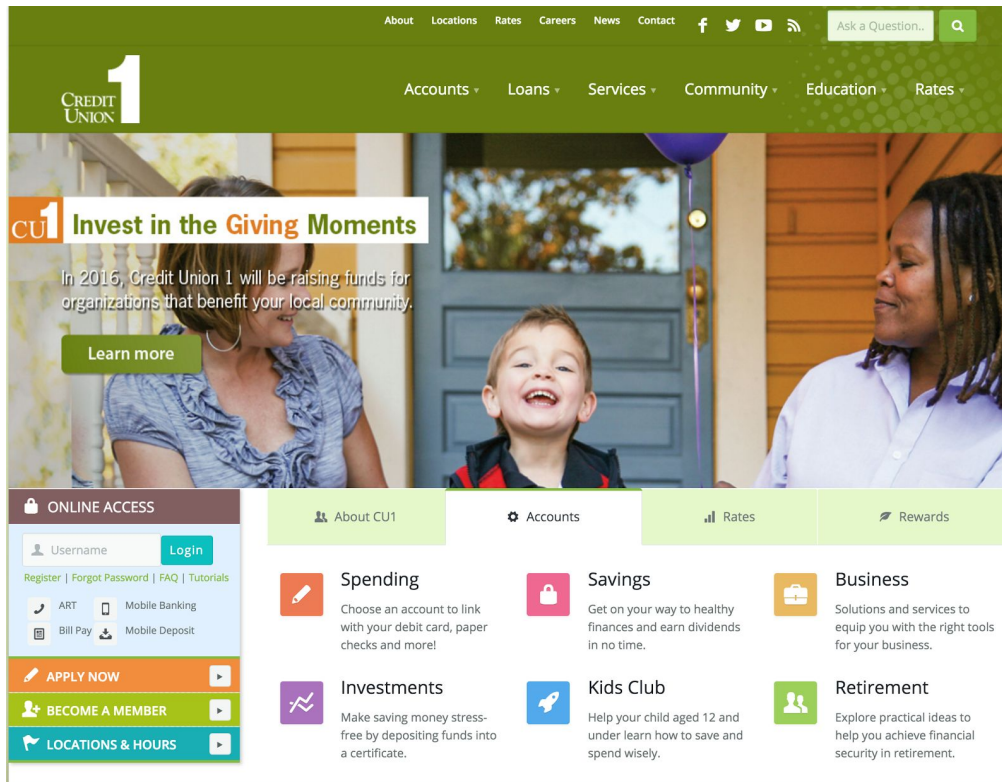 About Locations Rates Careers News Contact
Ask a Question..
CREDIT
UNION
1
Accounts Loans Services Community Education Rates
CU1 Invest in the Giving Moments
In 2016, Credit Union 1 will be raising funds for
organizations that benefit your local community.
Learn more
ONLINE ACCESS
Username
Login
Register | Forgot Password | FAQ | Tutorials
ART
Mobile Banking
Bill Pay
Mobile Deposit
APPLY NOW
BECOME A MEMBER
LOCATIONS & HOURS
About CU1
Accounts
Rates
Rewards
Spending
Choose an account to link
with your debit card, paper
checks and more!
Savings
Get on your way to healthy
finances and earn dividends
in no time.
Business
Solutions and services to
equip you with the right tools
for your business.
Investments
Make saving money stress-
free by depositing funds into
a certificate.
Kids Club
Help your child aged 12 and
under learn how to save and
spend wisely.
Retirement
Explore practical ideas to
help you achieve financial
security in retirement.